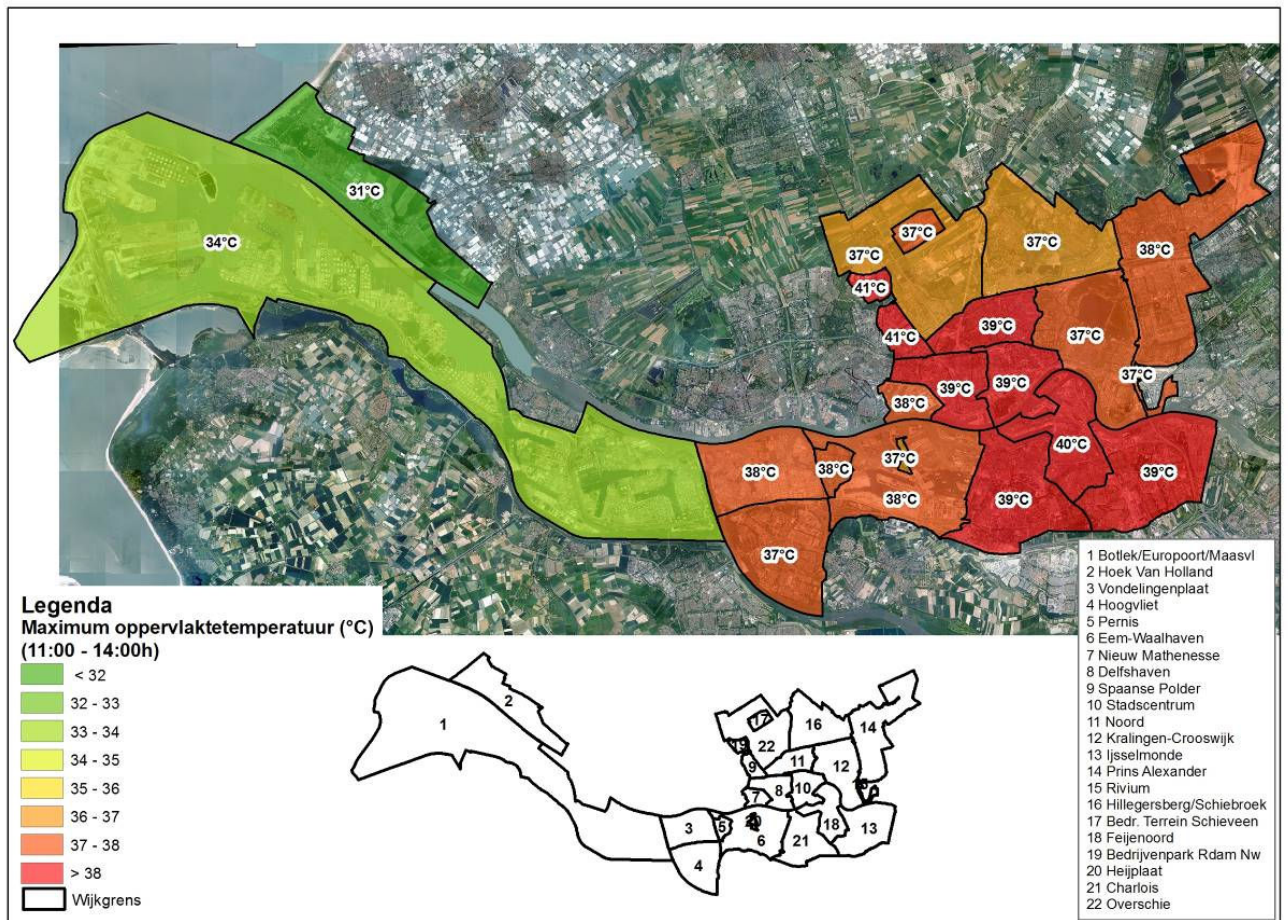 31°C
34°C
37°C
37°C
37°C
38°C
41°C
41°C
39°C
37°C
37°C
39°C
39°C
38°C
40°C
38°C
38°C
37°C
39°C
38°C
39°C
37°C
Legenda
Maximum oppervlaktetemperatuur (°C)
(11:00 - 14:00h)
< 32
32 - 33
33 - 34
34 - 35
35 - 36
36 - 37
37 - 38
> 38
Wijkgrens
1
2
3
4
5
6
7
8
9
10
11
12
13
14
16
17
18
19
20
21
22
1 Botlek/Europoort/Maasvl
2 Hoek Van Holland
3 Vondelingenplaat
4 Hoogvliet
5 Pernis
6 Eem-Waalhaven
7 Nieuw Mathenesse
8 Delfshaven
9 Spaanse Polder
10 Stadscentrum
11 Noord
12 Kralingen-Crooswijk
13 Ijsselmonde
14 Prins Alexander
15 Rivium
16 Hillegersberg/Schiebroek
17 Bedr. Terrein Schieveen
18 Feijenoord
19 Bedrijvenpark Rdam Nw
20 Heijplaat
21 Charlois
22 Overschie